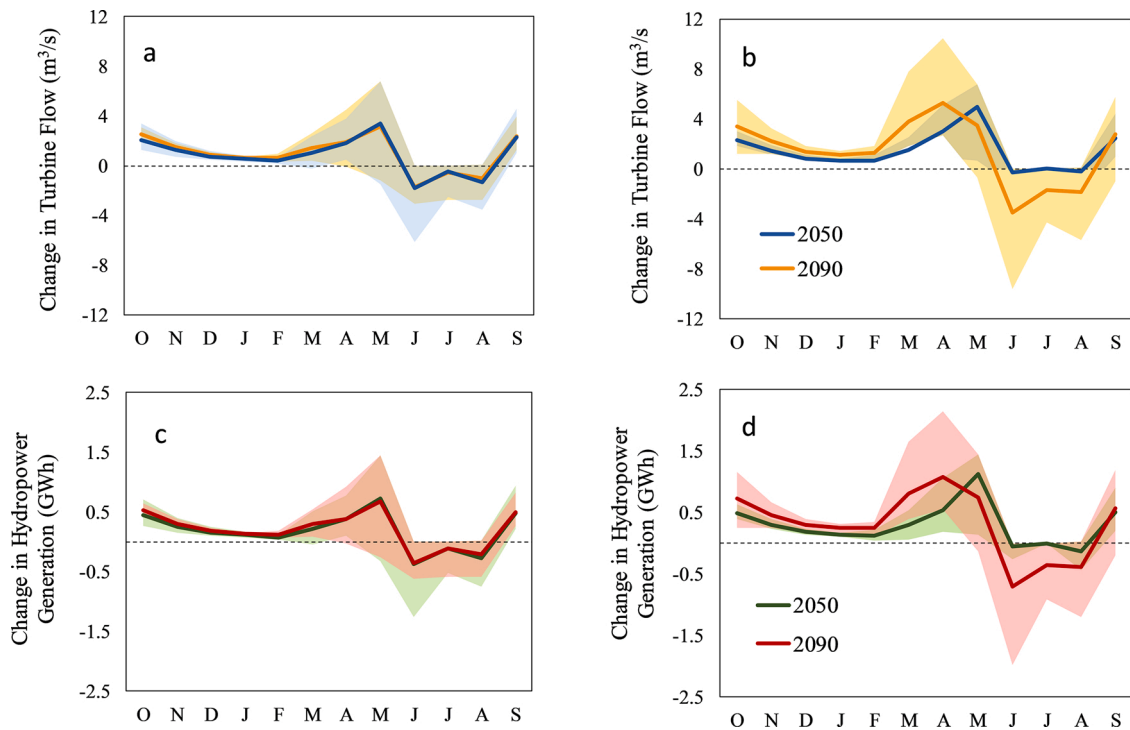 a
Change in Turbine Flow (m³/s)
12
8
4
0
-4
-8
-12
O N D J F M A M J J A S
b
Change in Turbine Flow (m³/s)
12
8
4
0
-4
-8
-12
2050
2090
O N D J F M A M J J A S
c
Change in Hydropower
Generation (GWh)
2.5
1.5
0.5
-0.5
-1.5
-2.5
O N D J F M A M J J A S
d
Change in Hydropower
Generation (GWh)
2.5
1.5
0.5
-0.5
-1.5
-2.5
2050
2090
O N D J F M A M J J A S